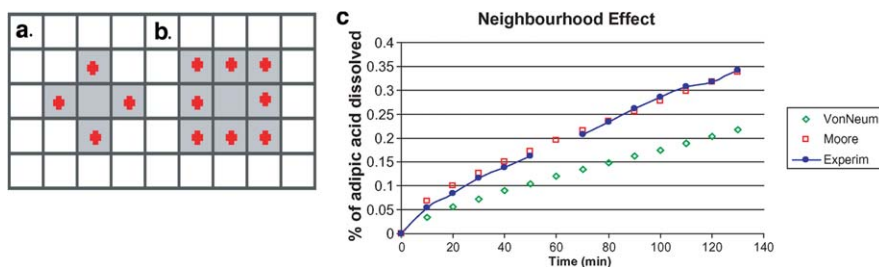 a.
b.
c
Neighbourhood Effect
% of adipic acid dissolved
0.4
0.35
0.3
0.25
0.2
0.15
0.1
0.05
0
0 20 40 60 80 100 120 140
Time (min)
VonNeum
Moore
Experim